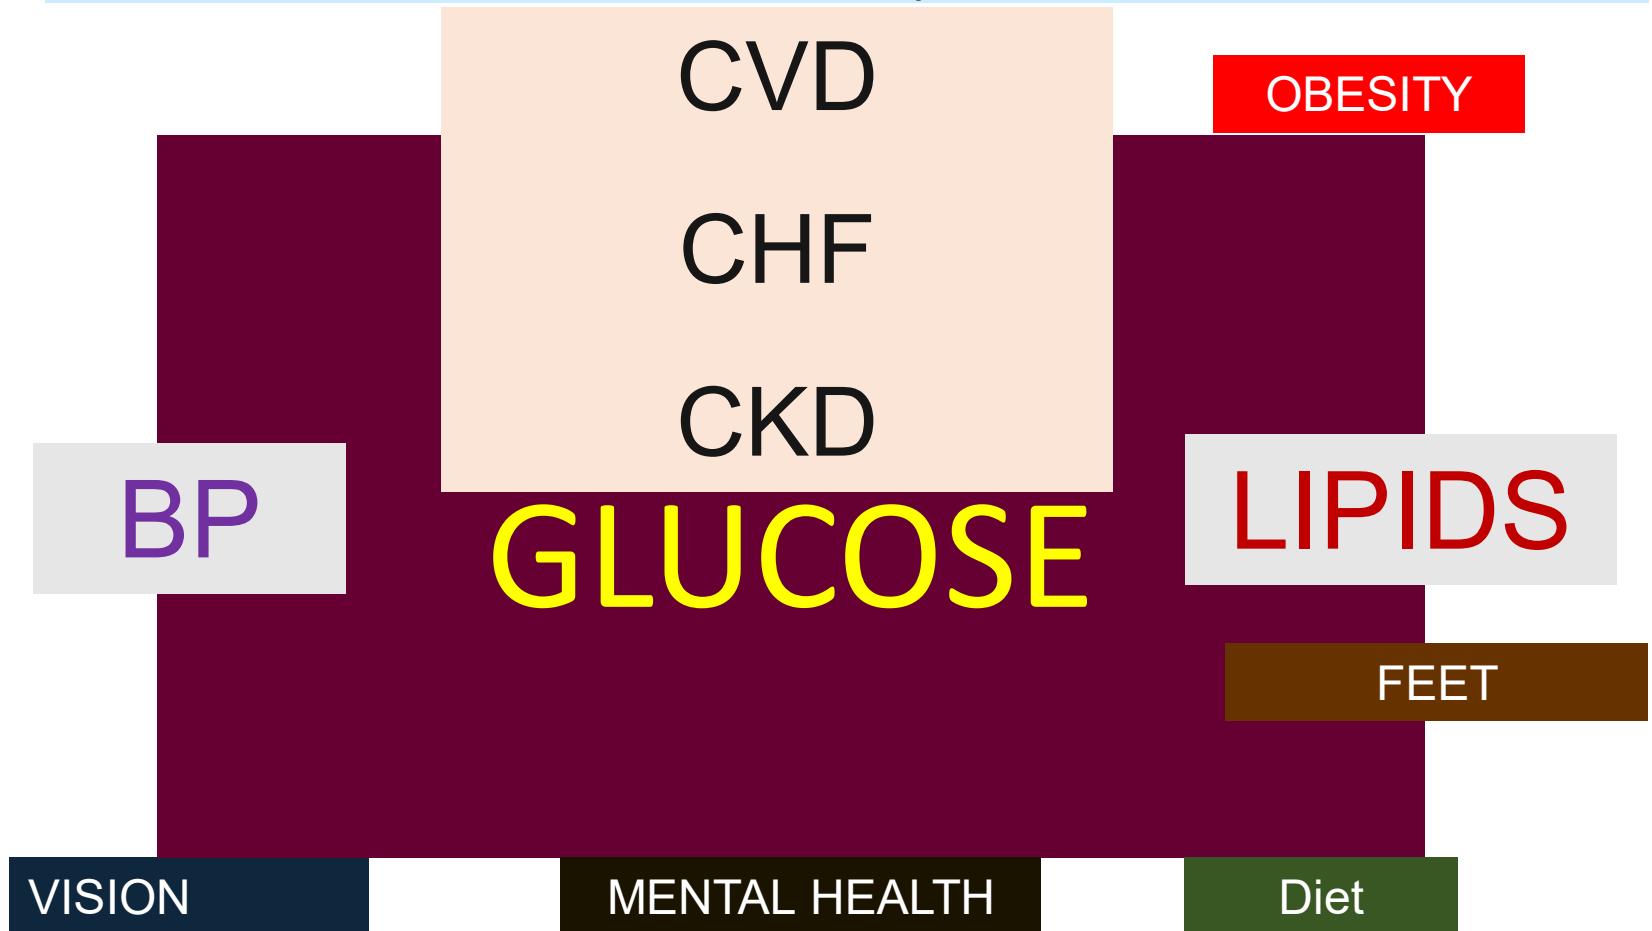 CVD
OBESITY
CHF
CKD
BP
GLUCOSE
LIPIDS
FEET
VISION
MENTAL HEALTH
Diet